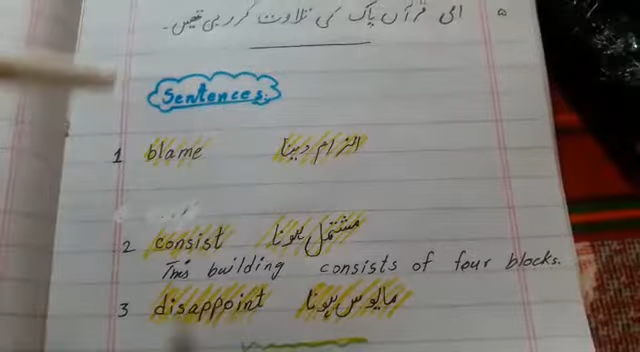 ۵ امی قرآن پاک کی تلاوت کر رہی تھیں۔
Sentences:
1 blame الزام دینا
2 consist مشتمل ہونا
This building consists of four blocks.
3 disappoint مایوس ہونا